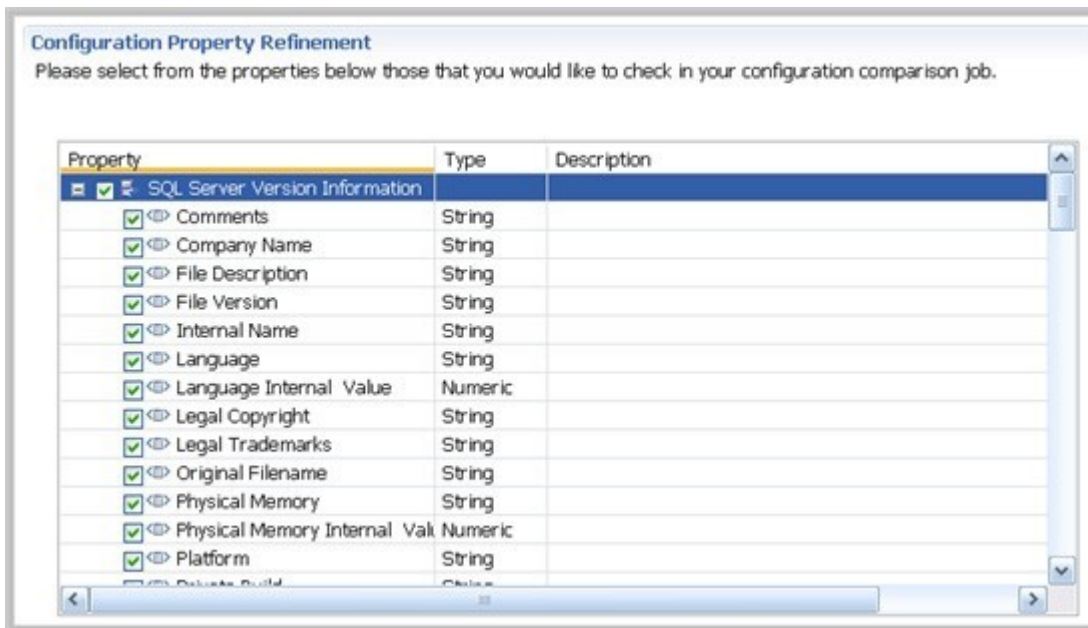 Configuration Property Refinement
Please select from the properties below those that you would like to check in your configuration comparison job.
Property Type Description
SQL Server Version Information
Comments String
Company Name String
File Description String
File Version String
Internal Name String
Language String
Language Internal Value Numeric
Legal Copyright String
Legal Trademarks String
Original Filename String
Physical Memory String
Physical Memory Internal Numeric
Platform String